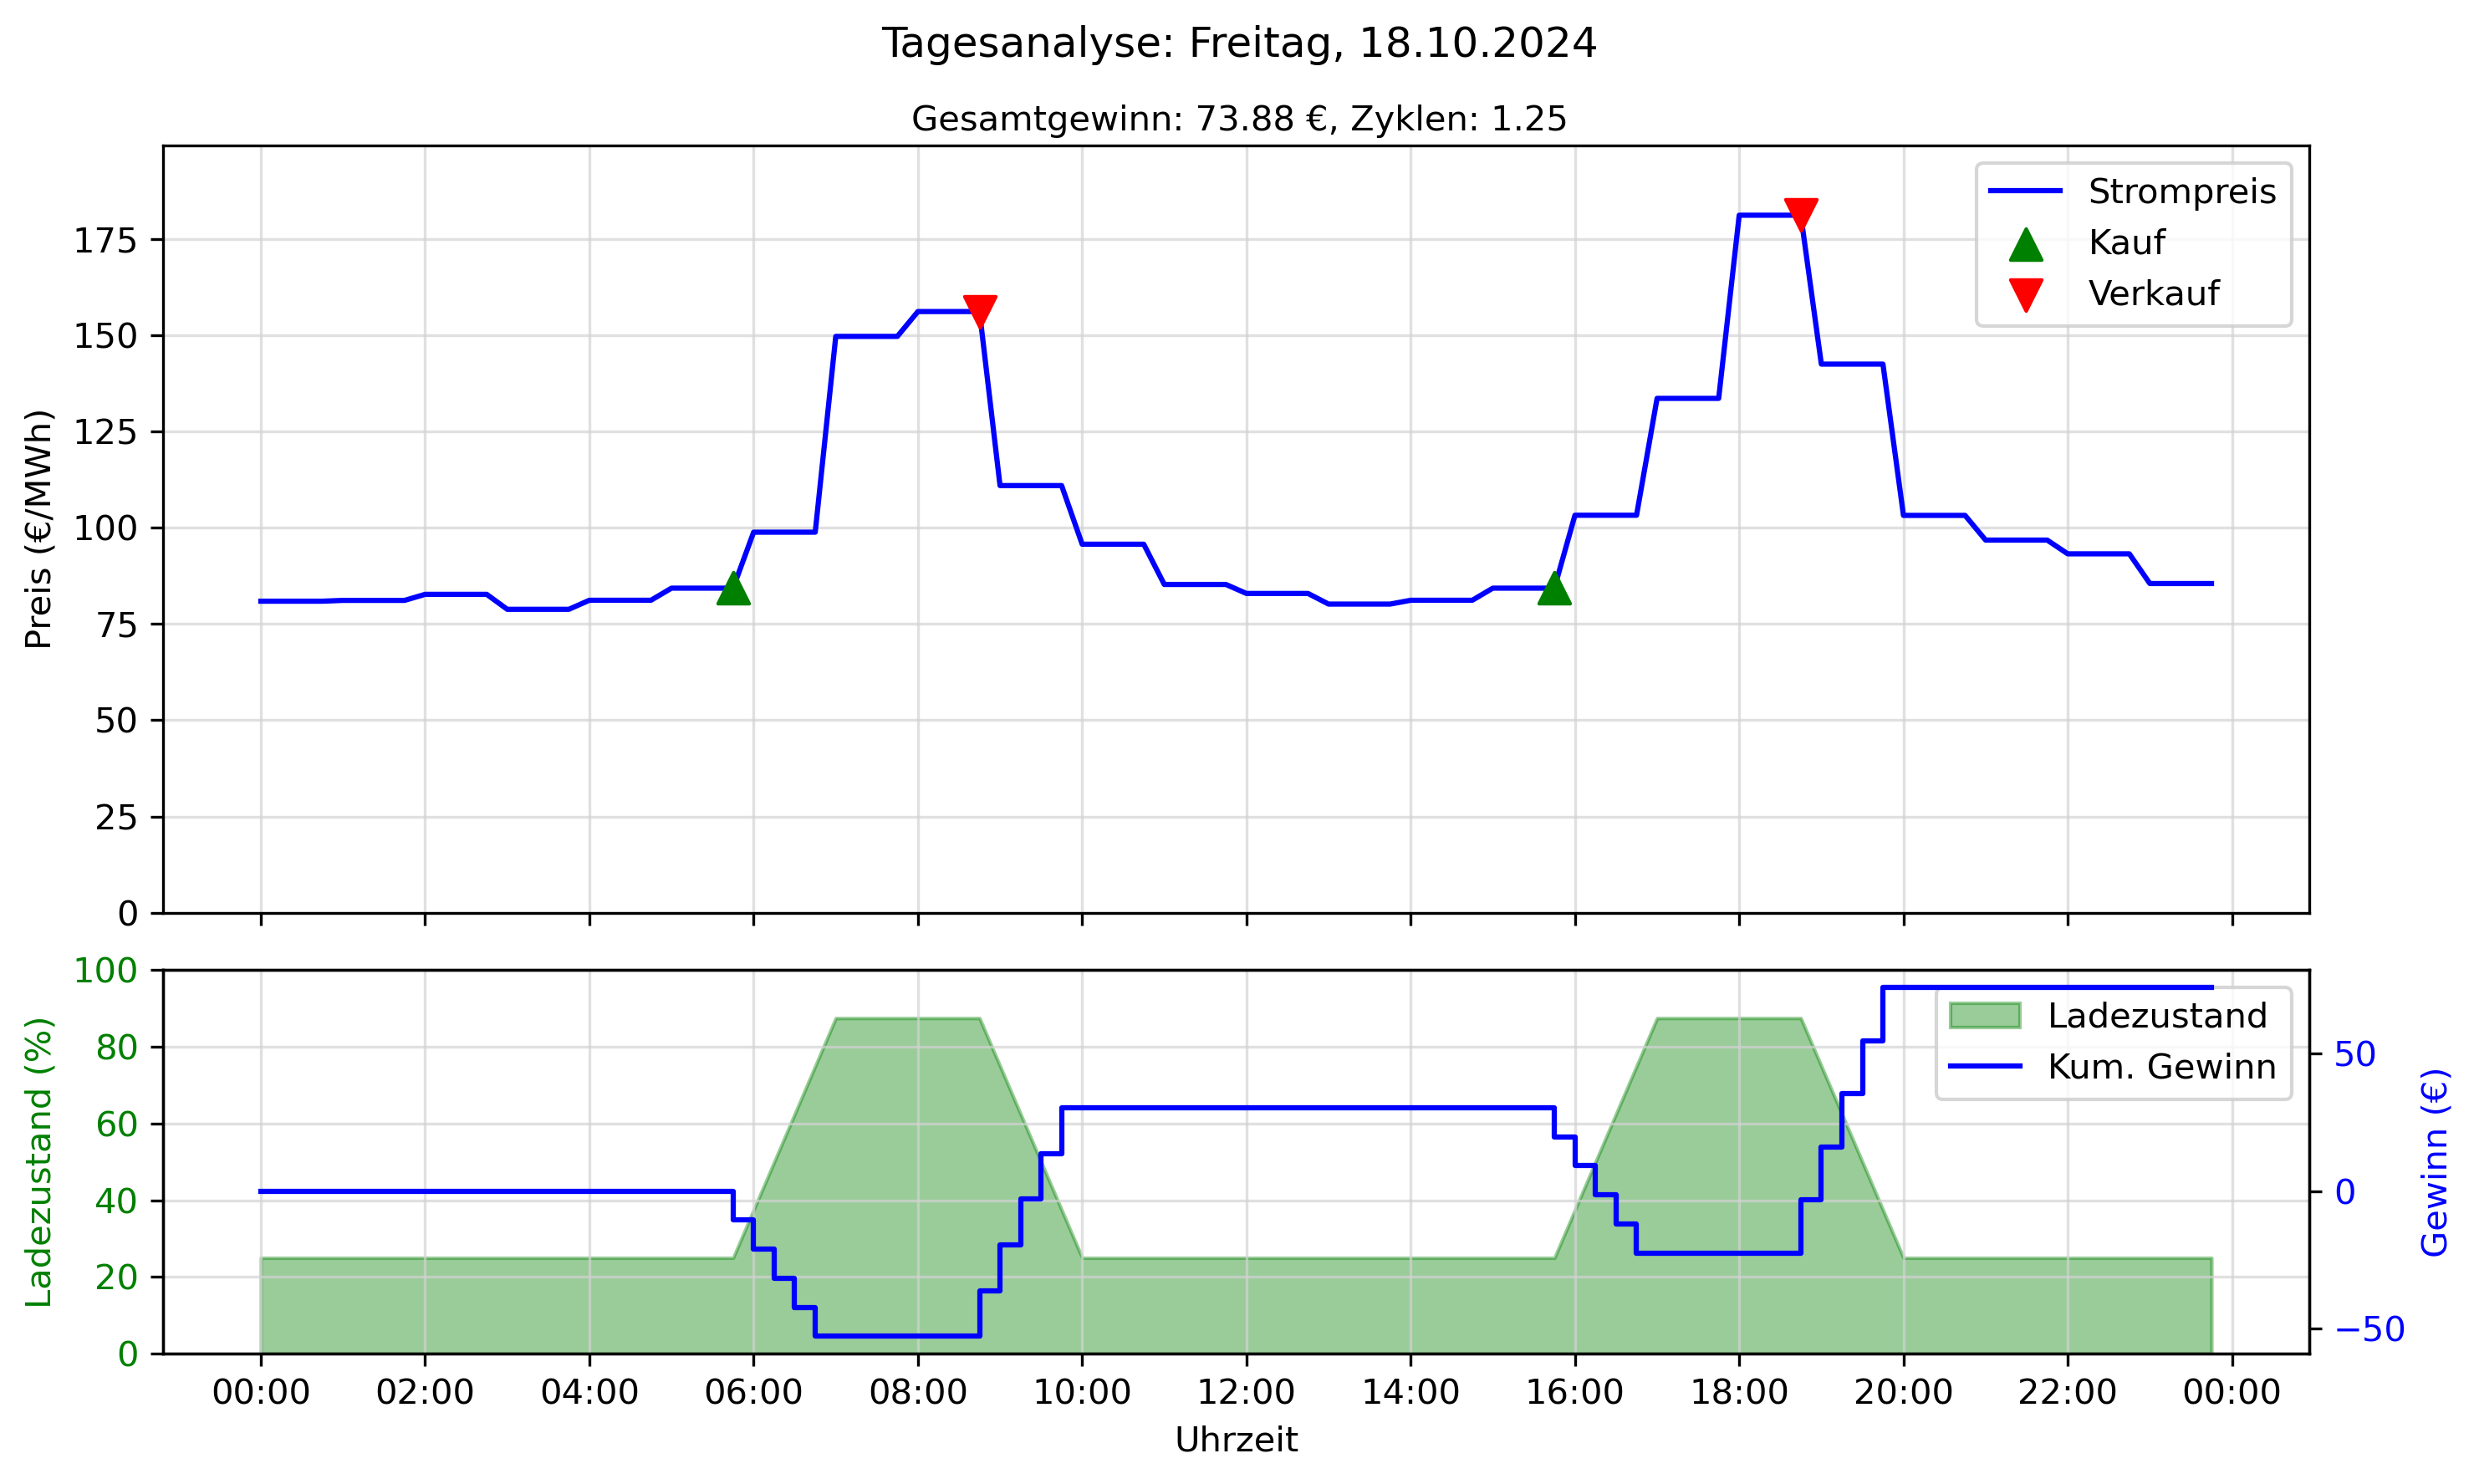 Tagesanalyse: Freitag, 18.10.2024
Gesamtgewinn: 73.88 €, Zyklen: 1.25
Preis (€/MWh)
175
150
125
100
75
50
25
0
Strompreis
Kauf
Verkauf
Ladezustand (%)
100
80
60
40
20
0
Ladezustand
Kum. Gewinn
50
0
−50
Gewinn (€)
00:00 02:00 04:00 06:00 08:00 10:00 12:00 14:00 16:00 18:00 20:00 22:00 00:00
Uhrzeit